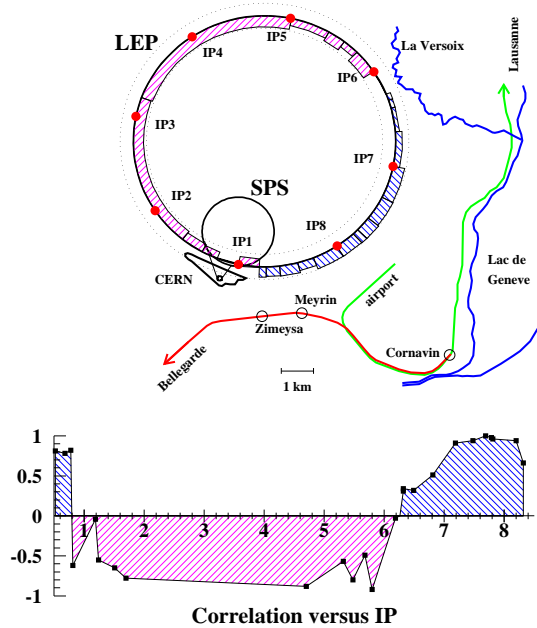 LEP
IP5
IP4
IP6
La Versoix
Lausanne
IP3
IP7
IP2
SPS
IP1
IP8
CERN
Lac de
Geneve
airport
Meyrin
Zimeysa
Cornavin
Bellegarde
1 km
1
0.5
0
-0.5
-1
1 2 3 4 5 6 7 8
Correlation versus IP